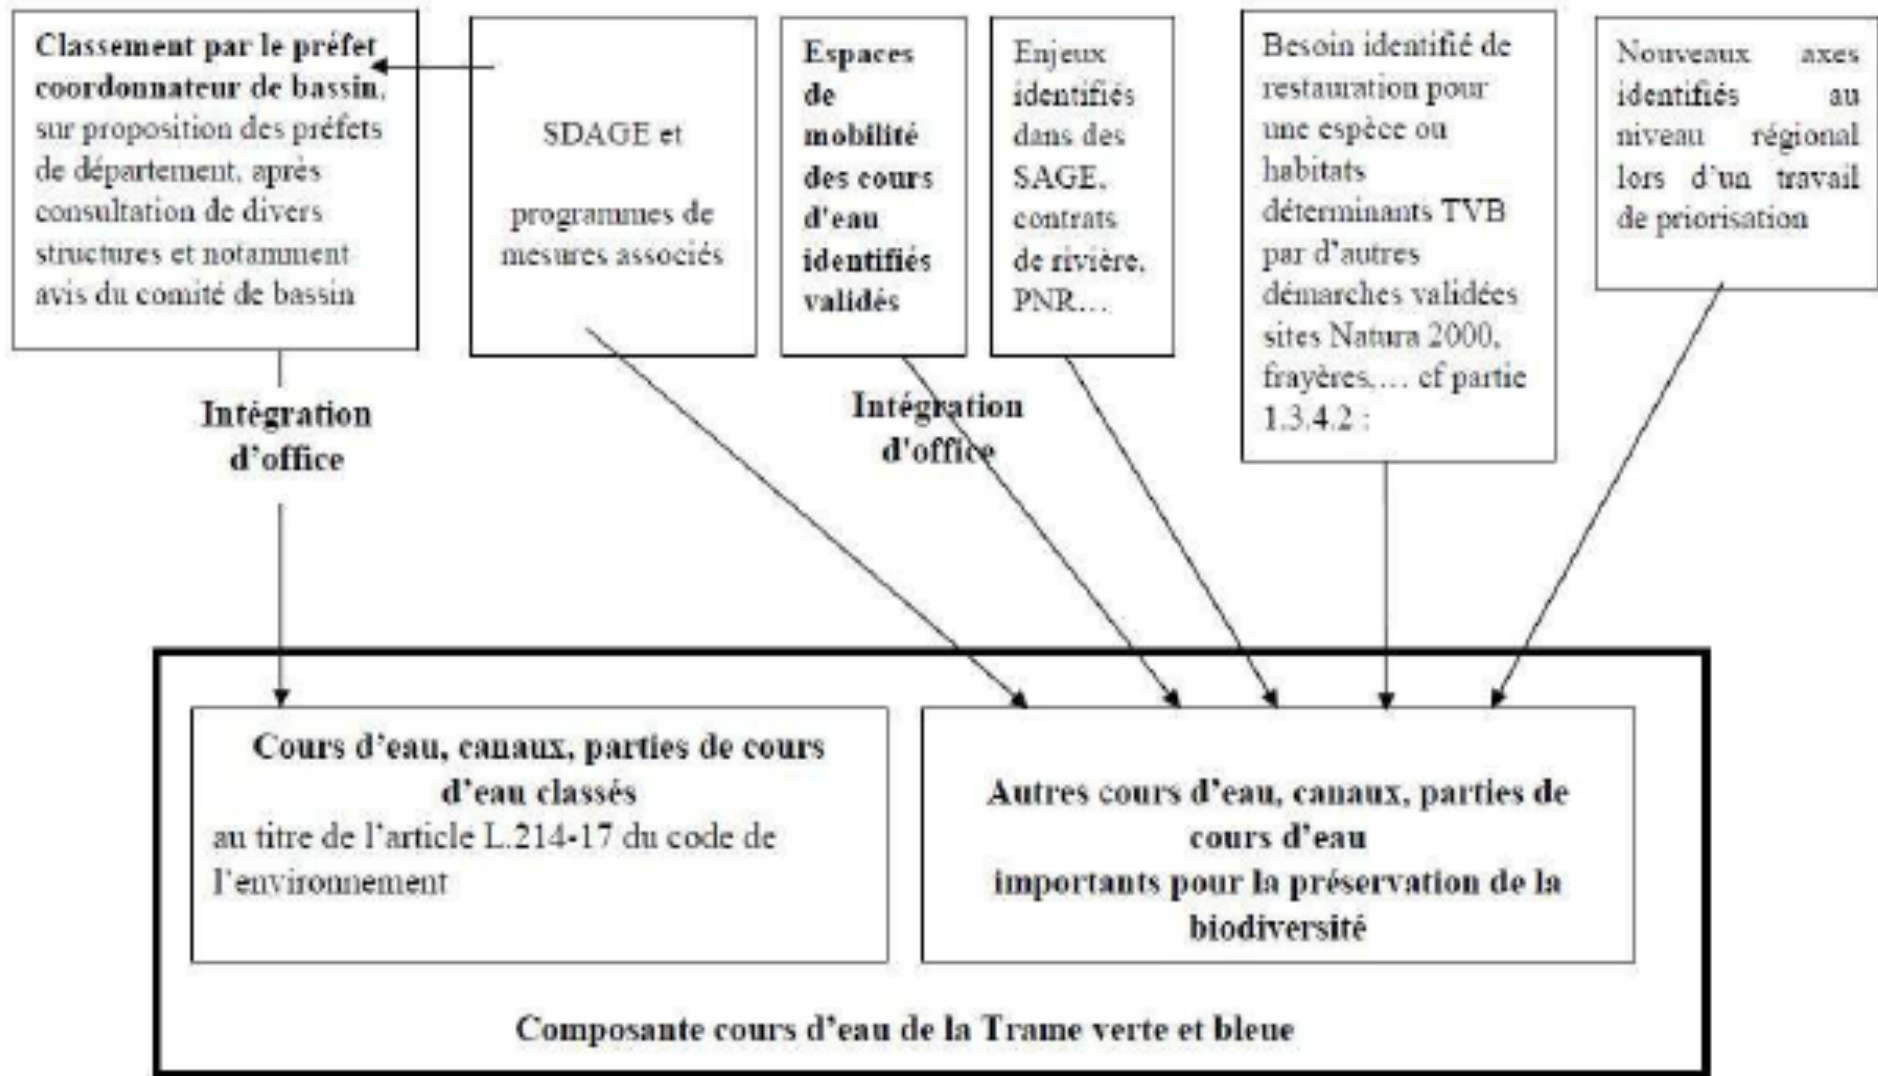 Classement par le préfet
coordonnateur de bassin,
sur proposition des préfets
de département, après
consultation de divers
structures et notamment
avis du comité de bassin
SDAGE et
programmes de
mesures associés
Espaces
de
mobilité
des cours
d'eau
identifiés
validés
Enjeux
identifiés
dans des
SAGE,
contrats
de rivière,
PNR...
Besoin identifié de
restauration pour
une espèce ou
habitats
déterminants TVB
par d'autres
démarches validées
sites Natura 2000,
frayères,... cf partie
1.3.4.2 :
Nouveaux axes
identifiés au
niveau régional
lors d'un travail
de priorisation
Intégration
d'office
Intégration
d'office
Cours d'eau, canaux, parties de cours
d'eau classés
au titre de l'article L.214-17 du code de
l'environnement
Autres cours d'eau, canaux, parties de
cours d'eau
importants pour la préservation de la
biodiversité
Composante cours d'eau de la Trame verte et bleue